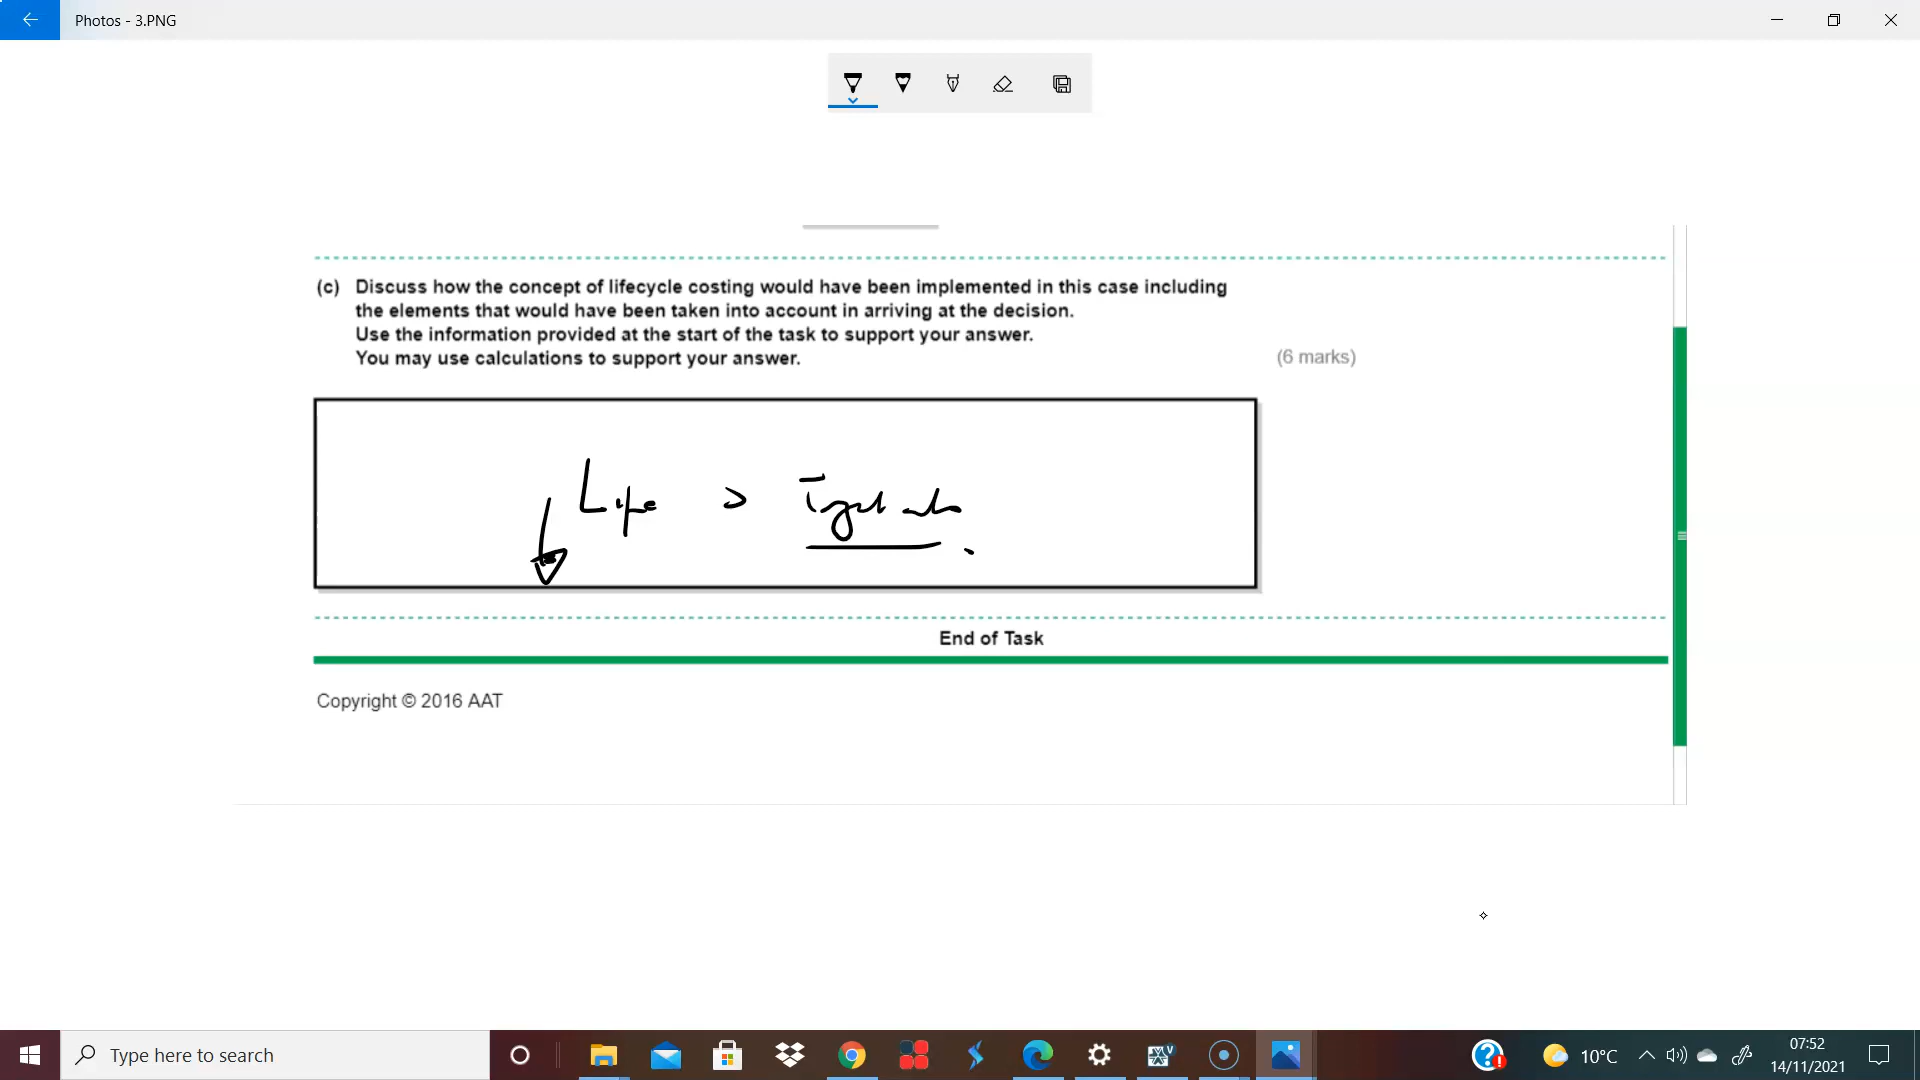 Photos - 3.PNG
(c) Discuss how the concept of lifecycle costing would have been implemented in this case including
the elements that would have been taken into account in arriving at the decision.
Use the information provided at the start of the task to support your answer.
You may use calculations to support your answer.
(6 marks)
Life >
End of Task
Copyright © 2016 AAT
Type here to search
10°C
07:52
14/11/2021